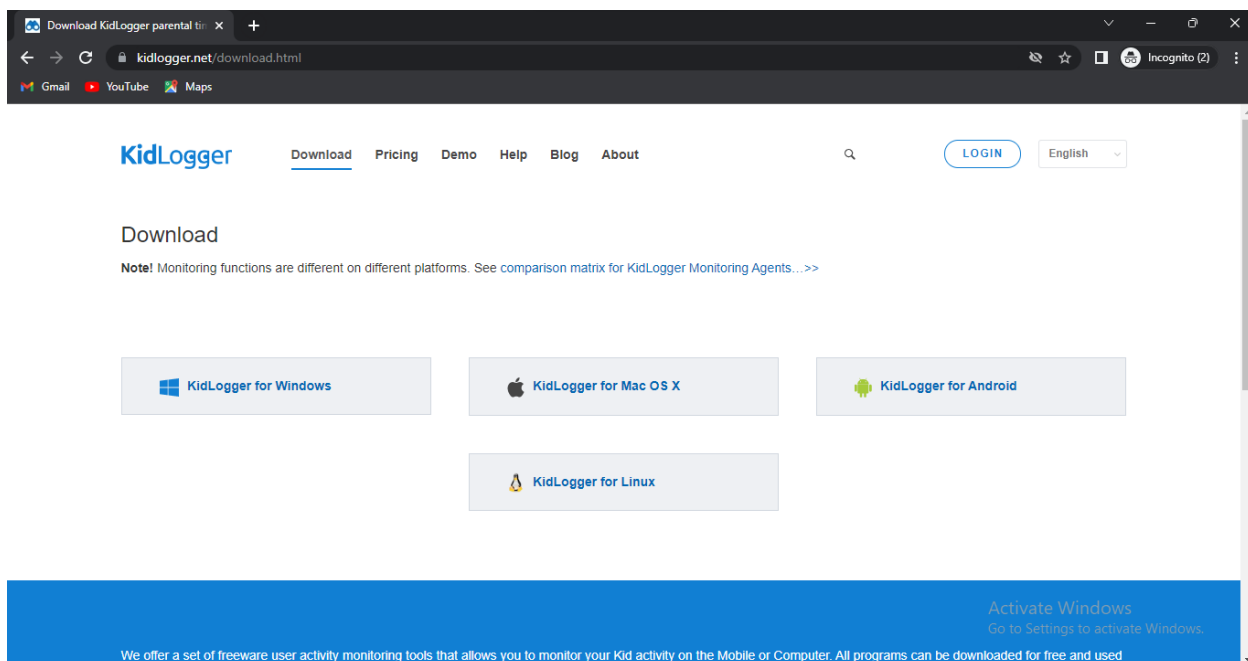 Download KidLogger parental tin
kidlogger.net/download.html
Incognito (2)
Gmail YouTube Maps
KidLogger Download Pricing Demo Help Blog About LOGIN English
Download
Note! Monitoring functions are different on different platforms. See comparison matrix for KidLogger Monitoring Agents…>>
KidLogger for Windows KidLogger for Mac OS X KidLogger for Android
KidLogger for Linux
Activate Windows
Go to Settings to activate Windows.
We offer a set of freeware user activity monitoring tools that allows you to monitor your Kid activity on the Mobile or Computer. All programs can be downloaded for free and used